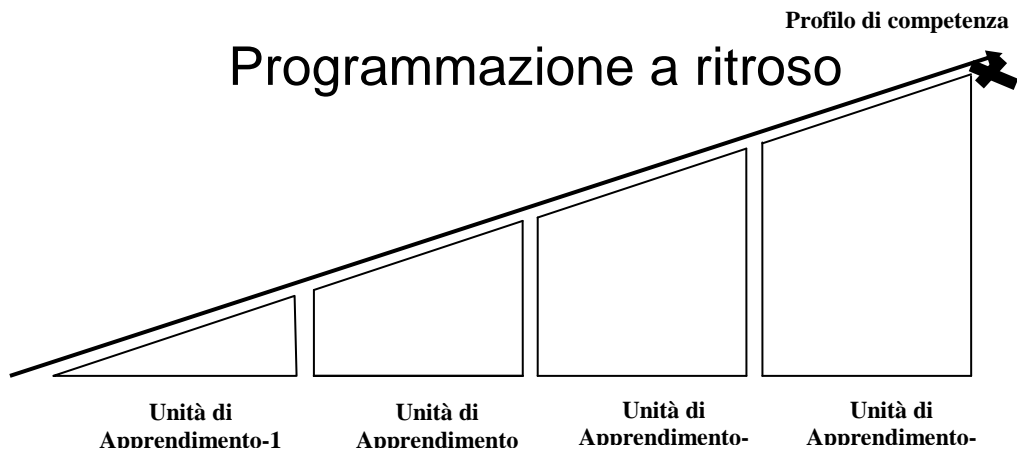 Profilo di competenza
Programmazione a ritroso
Unità di
Apprendimento-1
Unità di
Apprendimento
Unità di
Apprendimento-
Unità di
Apprendimento-